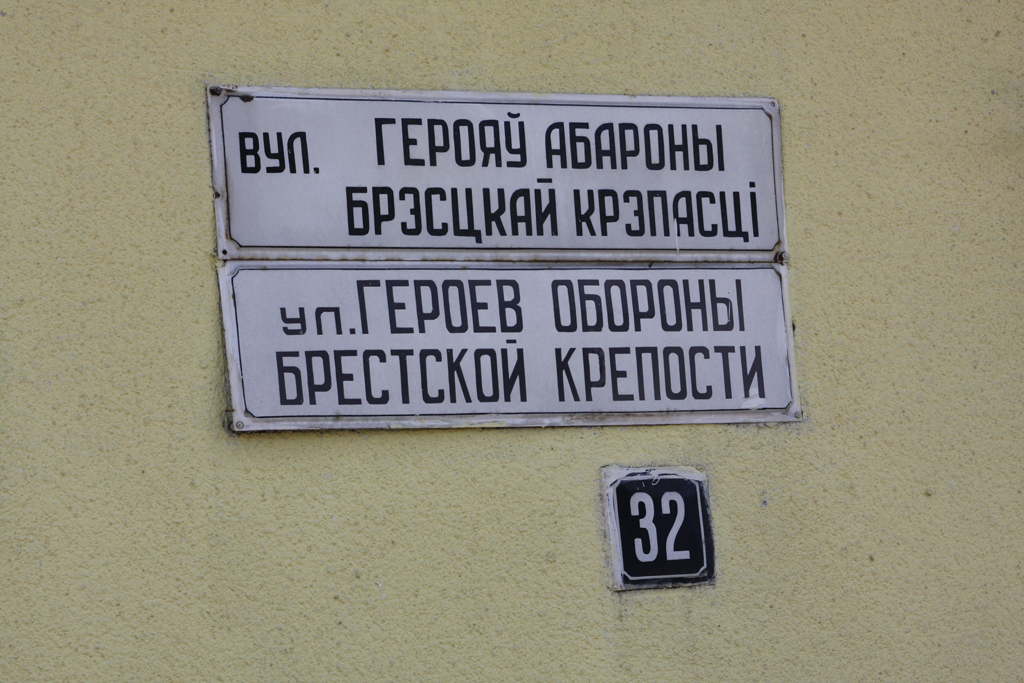 ВУЛ. ГЕРОЯЎ АБАРОНЫ
БРЭСЦКАЙ КРЭПАСЦІ
УЛ. ГЕРОЕВ ОБОРОНЫ
БРЕСТСКОЙ КРЕПОСТИ
32